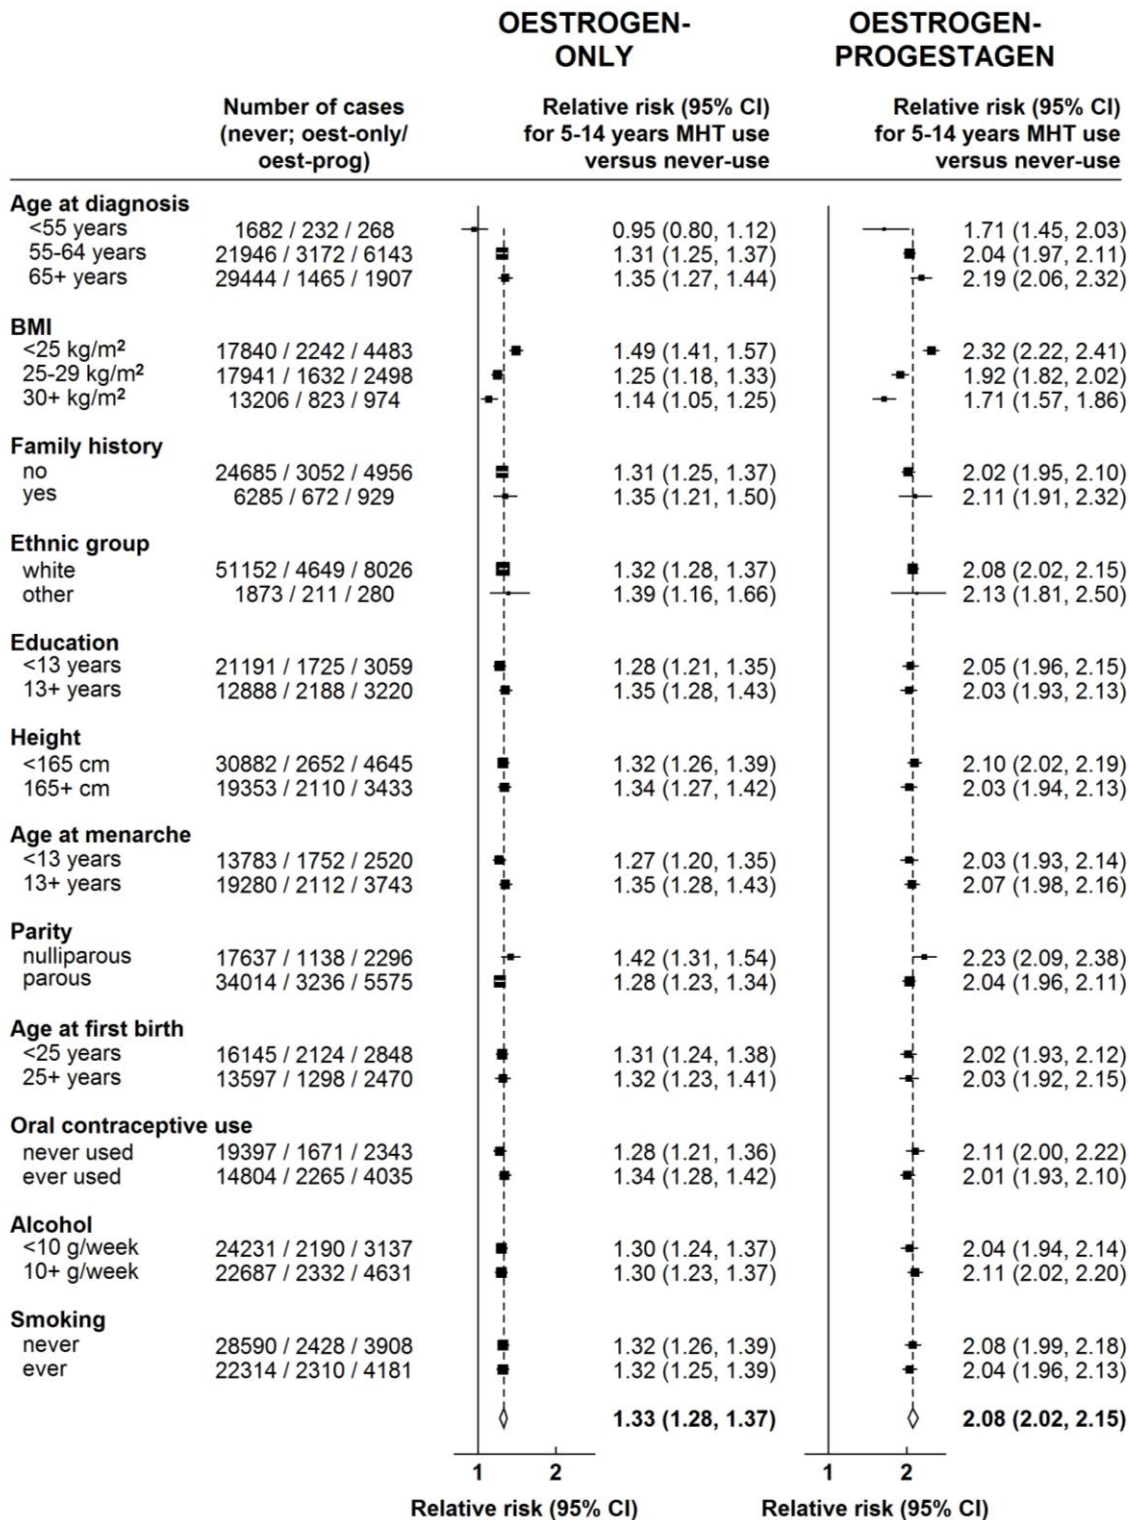 OESTROGEN- OESTROGEN-
ONLY PROGESTAGEN
Number of cases Relative risk (95% CI) Relative risk (95% CI)
(never; oest-only/ for 5-14 years MHT use for 5-14 years MHT use
oest-prog) versus never-use versus never-use
Age at diagnosis
<55 years 1682 / 232 / 268 0.95 (0.80, 1.12) 1.71 (1.45, 2.03)
55-64 years 21946 / 3172 / 6143 1.31 (1.25, 1.37) 2.04 (1.97, 2.11)
65+ years 29444 / 1465 / 1907 1.35 (1.27, 1.44) 2.19 (2.06, 2.32)
BMI
<25 kg/m² 17840 / 2242 / 4483 1.49 (1.41, 1.57) 2.32 (2.22, 2.41)
25-29 kg/m² 17941 / 1632 / 2498 1.25 (1.18, 1.33) 1.92 (1.82, 2.02)
30+ kg/m² 13206 / 823 / 974 1.14 (1.05, 1.25) 1.71 (1.57, 1.86)
Family history
no 24685 / 3052 / 4956 1.31 (1.25, 1.37) 2.02 (1.95, 2.10)
yes 6285 / 672 / 929 1.35 (1.21, 1.50) 2.11 (1.91, 2.32)
Ethnic group
white 51152 / 4649 / 8026 1.32 (1.28, 1.37) 2.08 (2.02, 2.15)
other 1873 / 211 / 280 1.39 (1.16, 1.66) 2.13 (1.81, 2.50)
Education
<13 years 21191 / 1725 / 3059 1.28 (1.21, 1.35) 2.05 (1.96, 2.15)
13+ years 12888 / 2188 / 3220 1.35 (1.28, 1.43) 2.03 (1.93, 2.13)
Height
<165 cm 30882 / 2652 / 4645 1.32 (1.26, 1.39) 2.10 (2.02, 2.19)
165+ cm 19353 / 2110 / 3433 1.34 (1.27, 1.42) 2.03 (1.94, 2.13)
Age at menarche
<13 years 13783 / 1752 / 2520 1.27 (1.20, 1.35) 2.03 (1.93, 2.14)
13+ years 19280 / 2112 / 3743 1.35 (1.28, 1.43) 2.07 (1.98, 2.16)
Parity
nulliparous 17637 / 1138 / 2296 1.42 (1.31, 1.54) 2.23 (2.09, 2.38)
parous 34014 / 3236 / 5575 1.28 (1.23, 1.34) 2.04 (1.96, 2.11)
Age at first birth
<25 years 16145 / 2124 / 2848 1.31 (1.24, 1.38) 2.02 (1.93, 2.12)
25+ years 13597 / 1298 / 2470 1.32 (1.23, 1.41) 2.03 (1.92, 2.15)
Oral contraceptive use
never used 19397 / 1671 / 2343 1.28 (1.21, 1.36) 2.11 (2.00, 2.22)
ever used 14804 / 2265 / 4035 1.34 (1.28, 1.42) 2.01 (1.93, 2.10)
Alcohol
<10 g/week 24231 / 2190 / 3137 1.30 (1.24, 1.37) 2.04 (1.94, 2.14)
10+ g/week 22687 / 2332 / 4631 1.30 (1.23, 1.37) 2.11 (2.02, 2.20)
Smoking
never 28590 / 2428 / 3908 1.32 (1.26, 1.39) 2.08 (1.99, 2.18)
ever 22314 / 2310 / 4181 1.32 (1.25, 1.39) 2.04 (1.96, 2.13)
1.33 (1.28, 1.37) 2.08 (2.02, 2.15)
1 2 1 2
Relative risk (95% CI) Relative risk (95% CI)